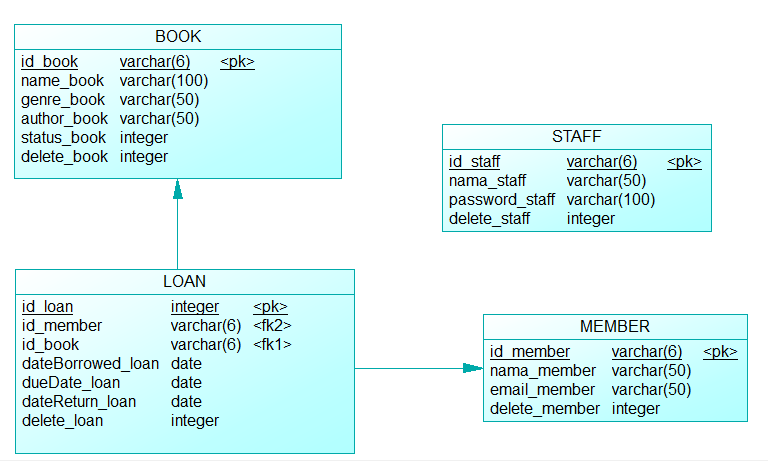 BOOK
id_book varchar(6) <pk>
name_book varchar(100)
genre_book varchar(50)
author_book varchar(50)
status_book integer
delete_book integer
STAFF
id_staff varchar(6) <pk>
nama_staff varchar(50)
password_staff varchar(100)
delete_staff integer
LOAN
id_loan integer <pk>
id_member varchar(6) <fk2>
id_book varchar(6) <fk1>
dateBorrowed_loan date
dueDate_loan date
dateReturn_loan date
delete_loan integer
MEMBER
id_member varchar(6) <pk>
nama_member varchar(50)
email_member varchar(50)
delete_member integer